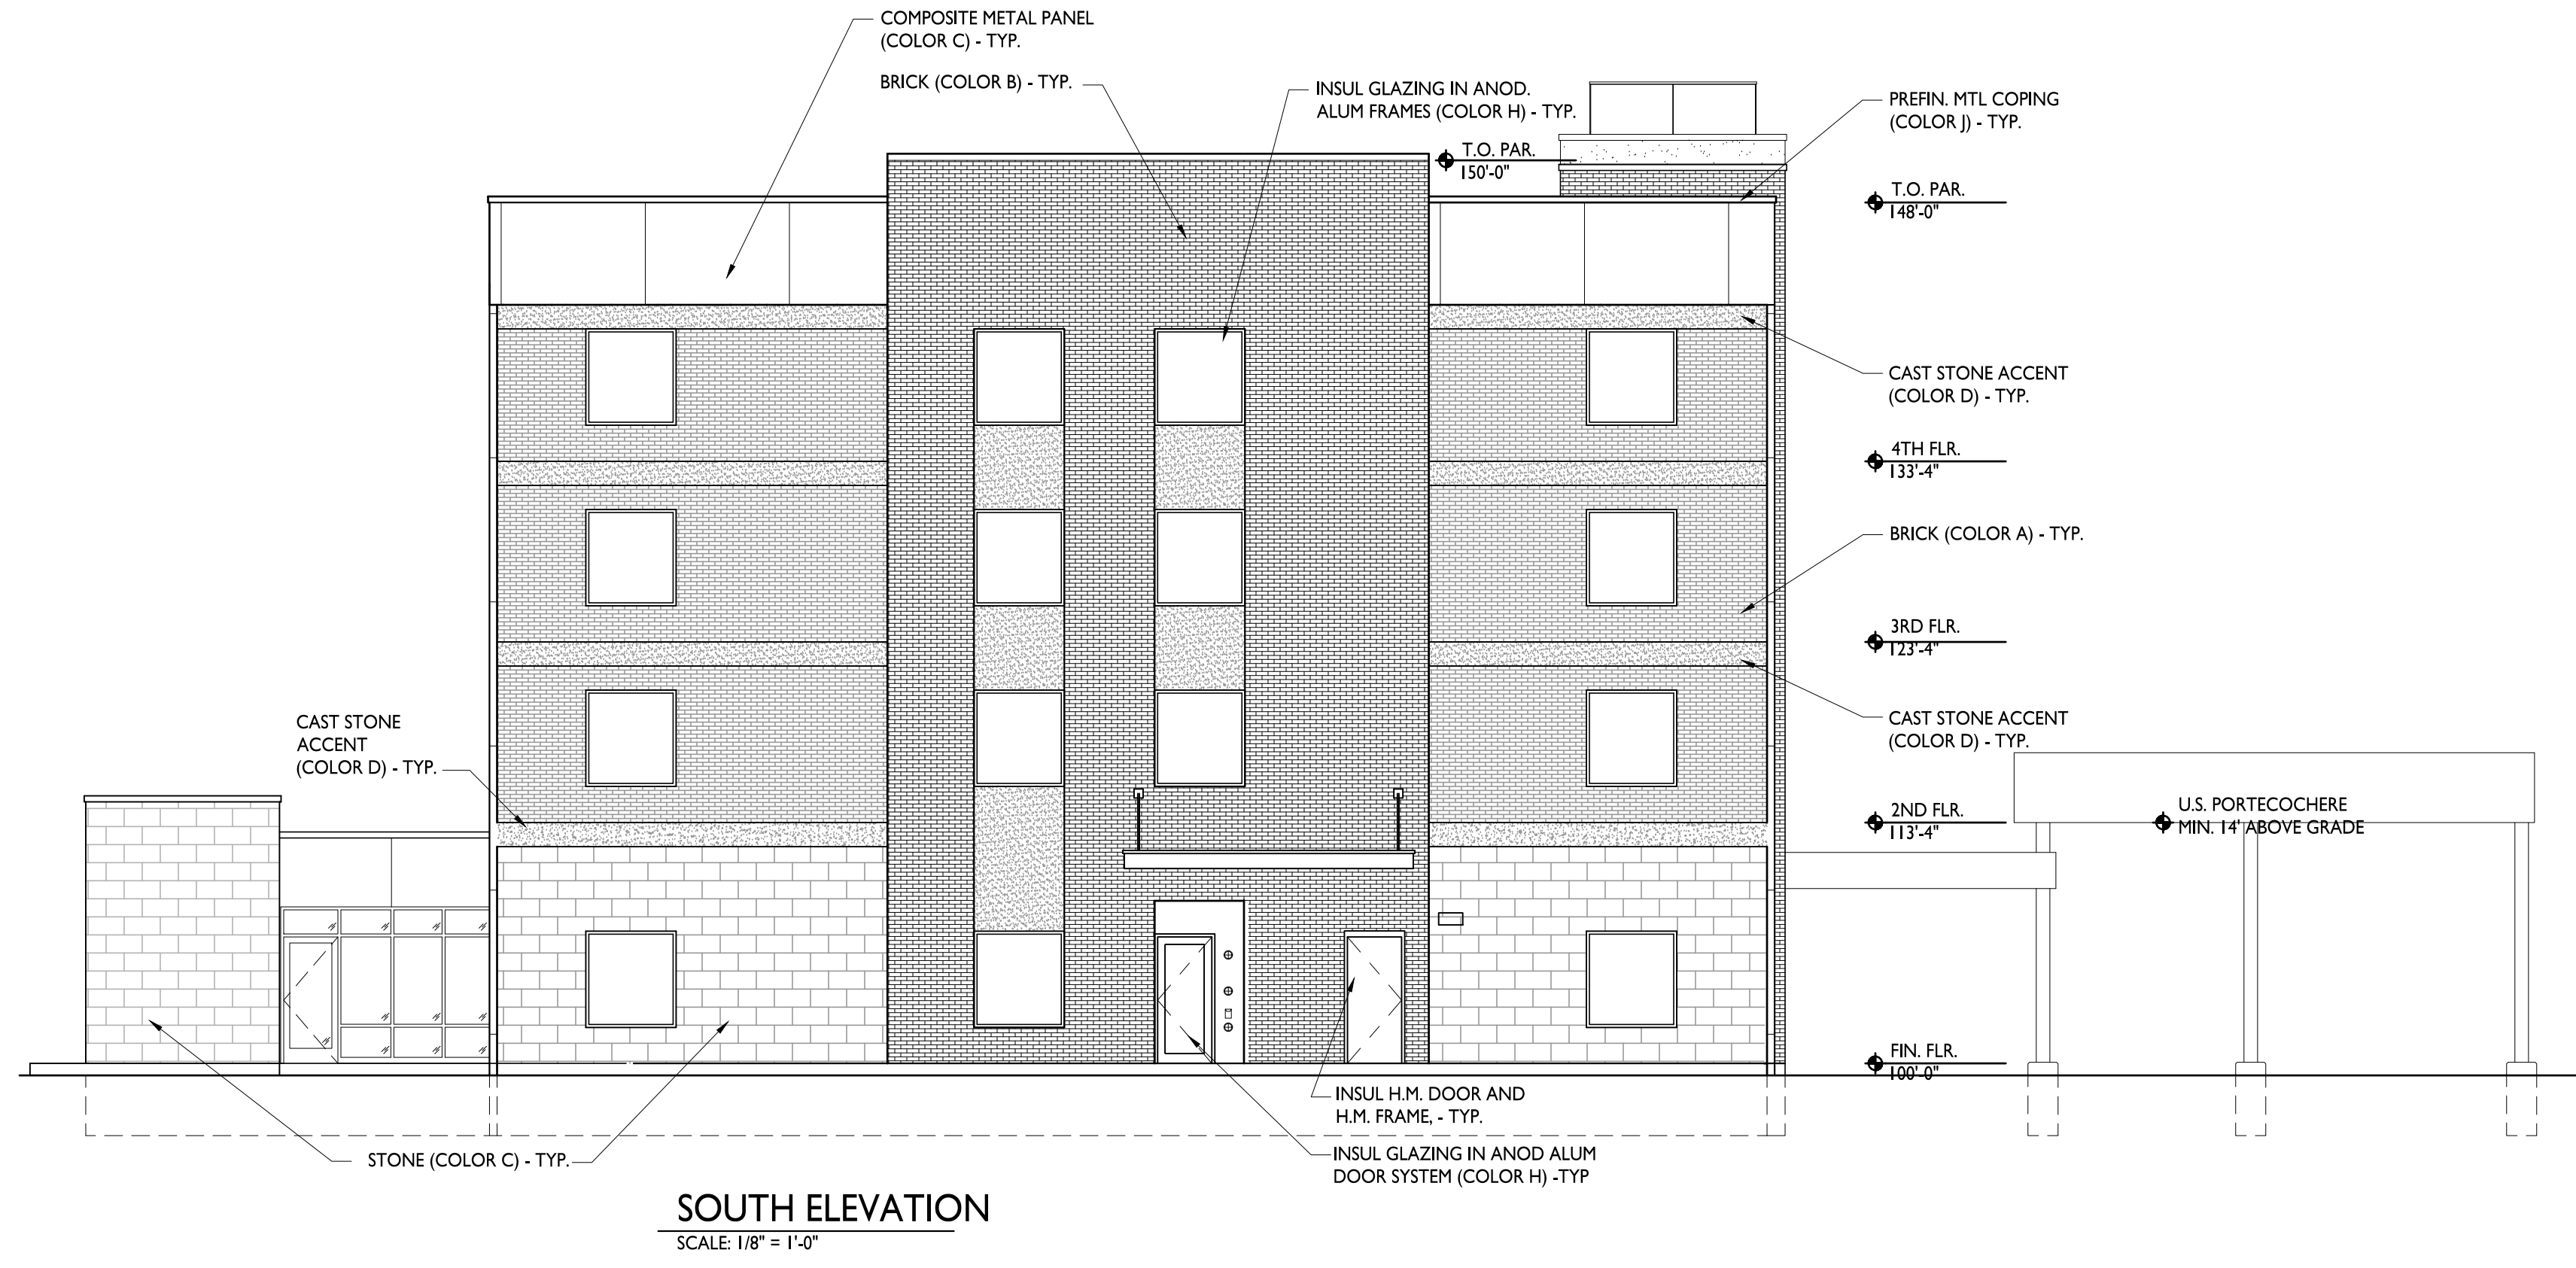 COMPOSITE METAL PANEL
(COLOR C) - TYP.
BRICK (COLOR B) - TYP.
INSUL GLAZING IN ANOD.
ALUM FRAMES (COLOR H) - TYP.
PREFIN. MTL COPING
(COLOR J) - TYP.
T.O. PAR.
150'-0"
T.O. PAR.
148'-0"
CAST STONE ACCENT
(COLOR D) - TYP.
4TH FLR.
133'-4"
BRICK (COLOR A) - TYP.
3RD FLR.
123'-4"
CAST STONE ACCENT
(COLOR D) - TYP.
CAST STONE
ACCENT
(COLOR D) - TYP.
2ND FLR.
113'-4"
U.S. PORTECOCHERE
MIN. 14' ABOVE GRADE
FIN. FLR.
100'-0"
INSUL H.M. DOOR AND
H.M. FRAME, - TYP.
STONE (COLOR C) - TYP.
INSUL GLAZING IN ANOD ALUM
DOOR SYSTEM (COLOR H) -TYP
SOUTH ELEVATION
SCALE: 1/8" = 1'-0"